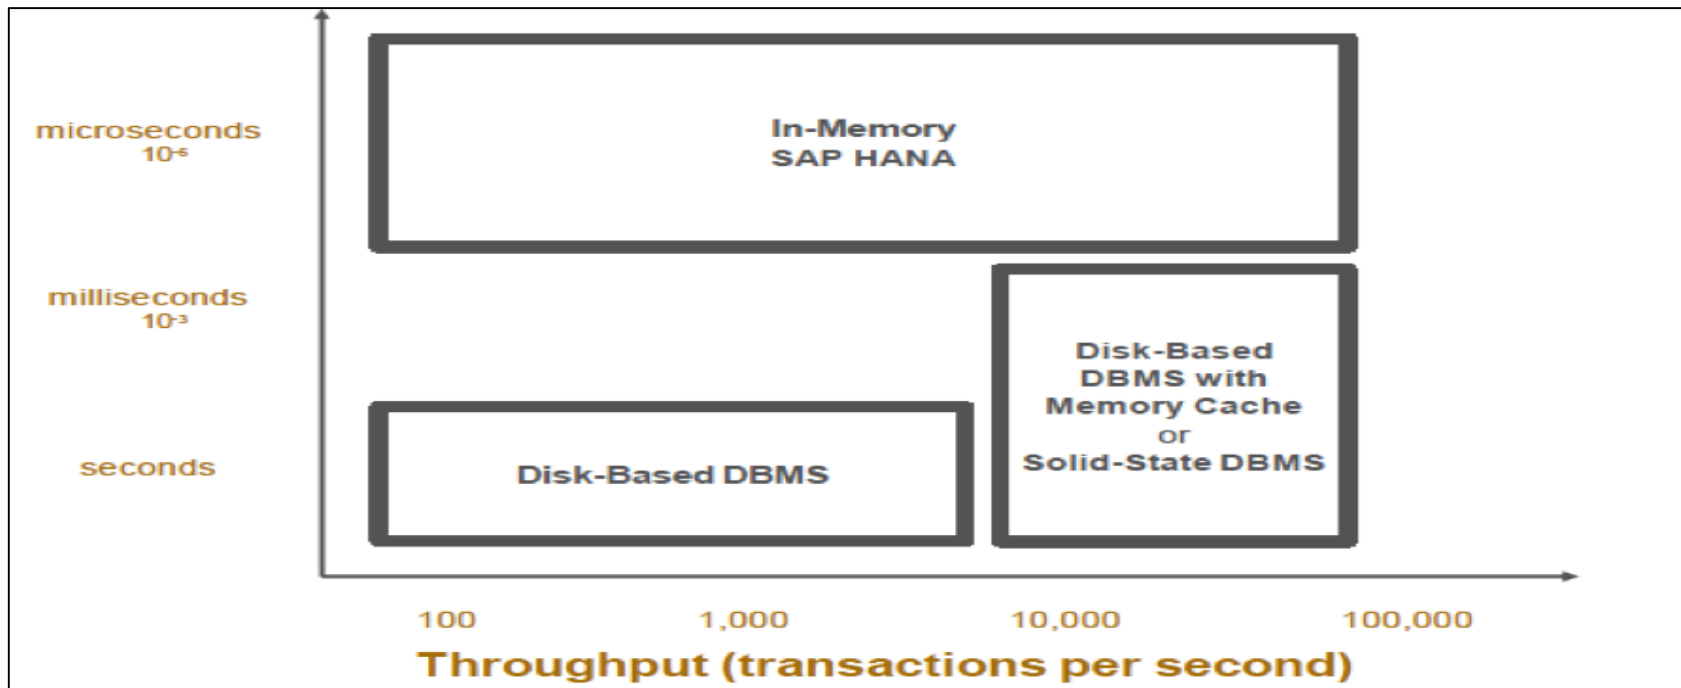 microseconds
10⁻⁶
In-Memory
SAP HANA
milliseconds
10⁻³
Disk-Based
DBMS with
Memory Cache
or
Solid-State DBMS
seconds
Disk-Based DBMS
100 1,000 10,000 100,000
Throughput (transactions per second)